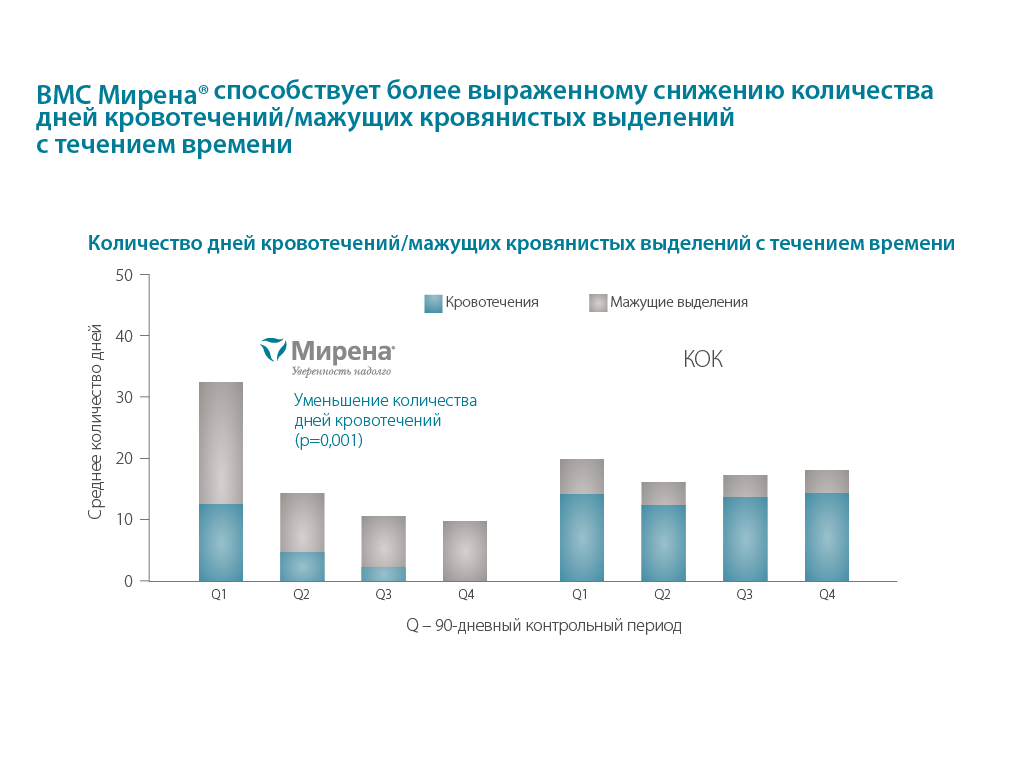 ВМС Мирена® способствует более выраженному снижению количества
дней кровотечений/мажущих кровянистых выделений
с течением времени
Количество дней кровотечений/мажущих кровянистых выделений с течением времени
Среднее количество дней
50
40
30
20
10
0
Кровотечения
Мажущие выделения
Мирена®
Уверенность надолго
КОК
Уменьшение количества
дней кровотечений
(p=0,001)
Q1 Q2 Q3 Q4 Q1 Q2 Q3 Q4
Q – 90-дневный контрольный период